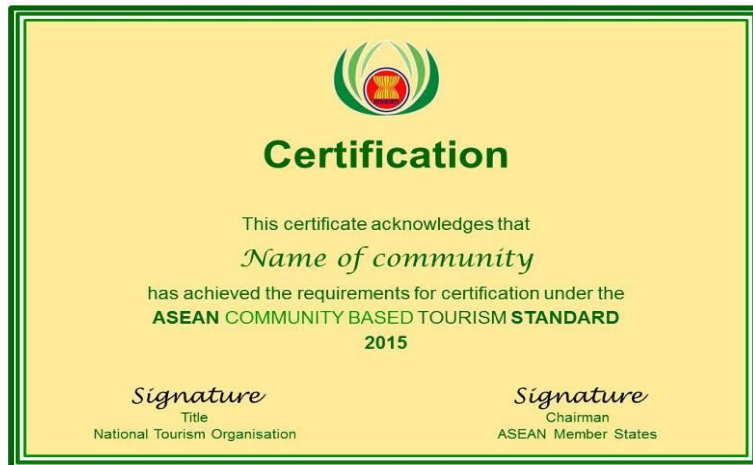 asean
Certification
This certificate acknowledges that
Name of community
has achieved the requirements for certification under the
ASEAN COMMUNITY BASED TOURISM STANDARD
2015
Signature
Title
National Tourism Organisation
Signature
Chairman
ASEAN Member States